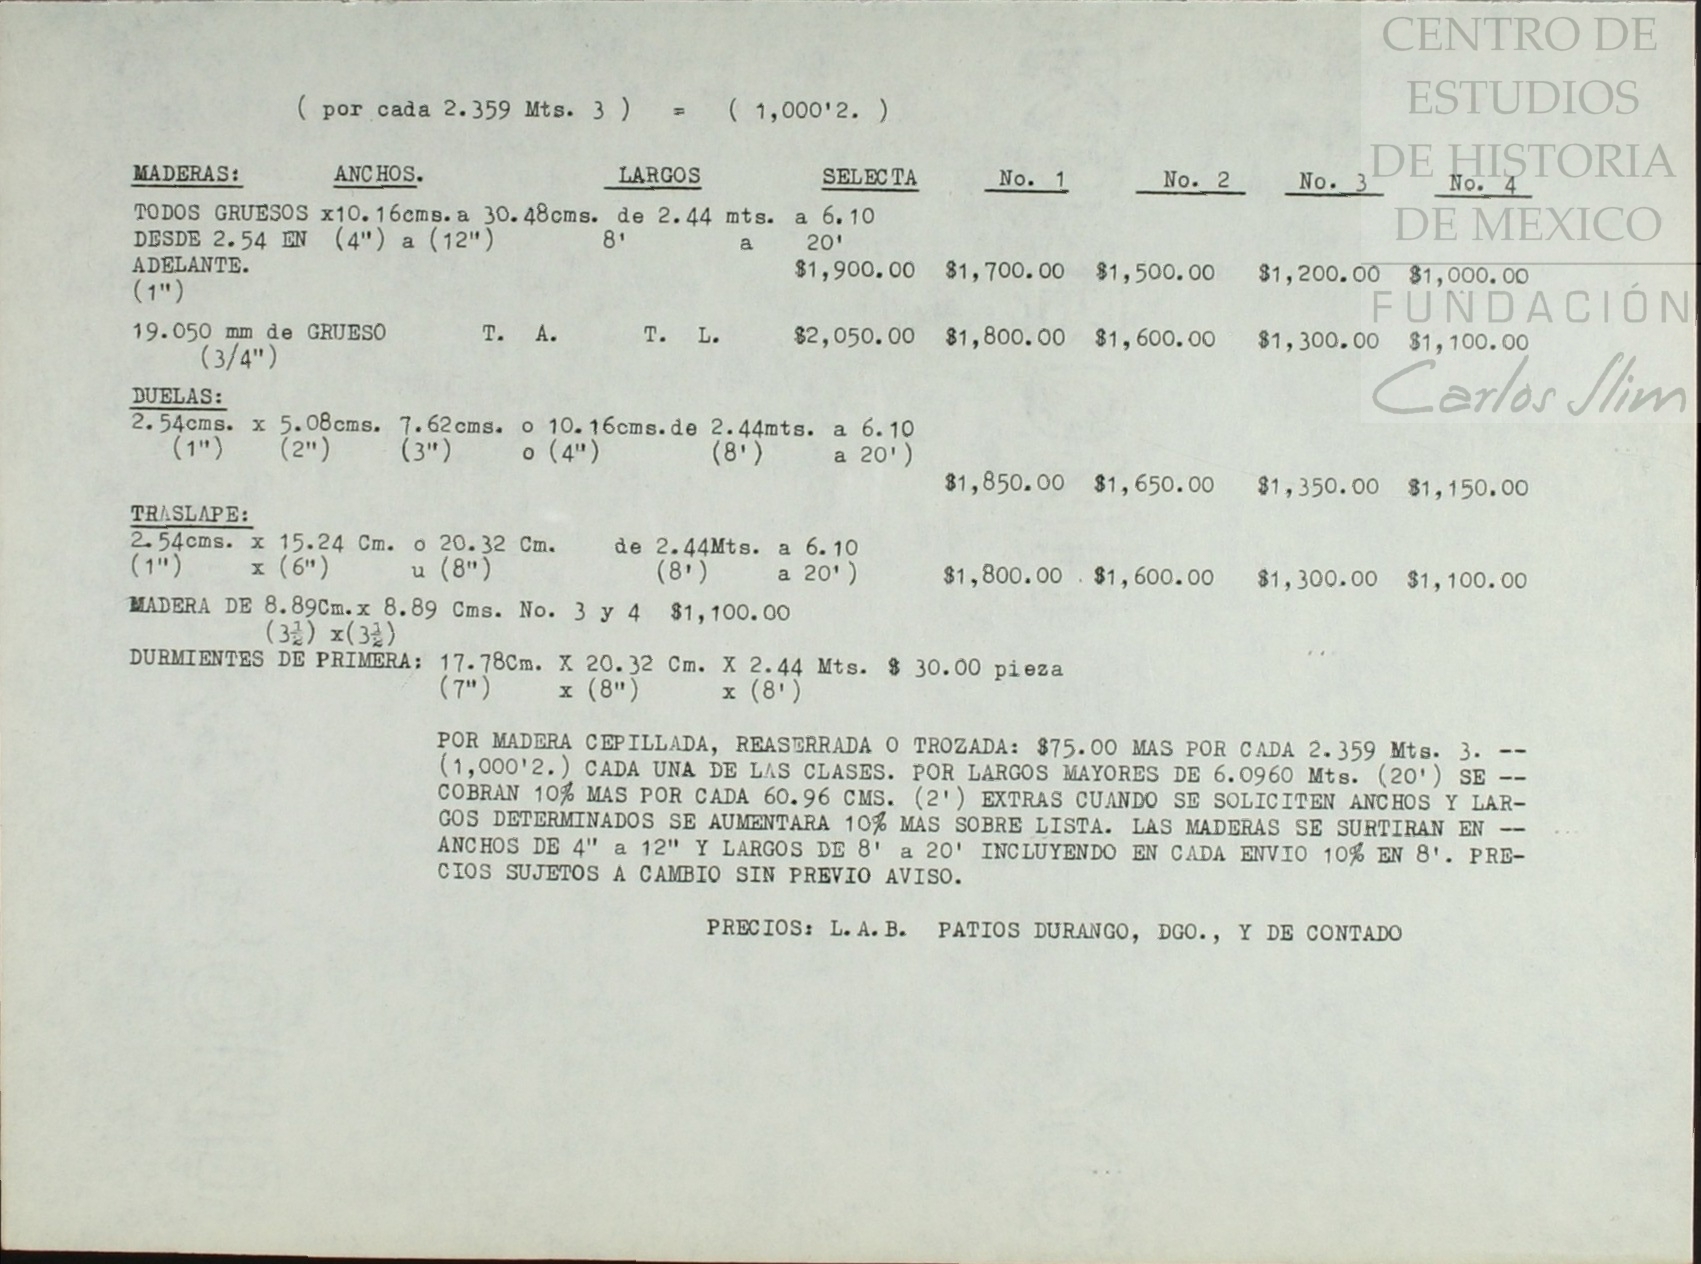 CENTRO DE
ESTUDIOS
DE HISTORIA
DE MEXICO
FUNDACIÓN
Carlos Slim
( por cada 2.359 Mts. 3 ) = ( 1,000'2. )
MADERAS: ANCHOS. LARGOS SELECTA No. 1 No. 2 No. 3 No. 4
TODOS GRUESOS x10.16cms.a 30.48cms. de 2.44 mts. a 6.10
DESDE 2.54 EN (4") a (12") 8' a 20'
ADELANTE. $1,900.00 $1,700.00 $1,500.00 $1,200.00 $1,000.00
(1")
19.050 mm de GRUESO T. A. T. L. $2,050.00 $1,800.00 $1,600.00 $1,300.00 $1,100.00
(3/4")
DUELAS:
2.54cms. x 5.08cms. 7.62cms. o 10.16cms.de 2.44mts. a 6.10
(1") (2") (3") o (4") (8') a 20')
$1,850.00 $1,650.00 $1,350.00 $1,150.00
TRASLAPE:
2.54cms. x 15.24 Cm. o 20.32 Cm. de 2.44Mts. a 6.10
(1") x (6") u (8") (8') a 20') $1,800.00 $1,600.00 $1,300.00 $1,100.00
MADERA DE 8.89Cm.x 8.89 Cms. No. 3 y 4 $1,100.00
(3½) x(3½)
DURMIENTES DE PRIMERA: 17.78Cm. X 20.32 Cm. X 2.44 Mts. $ 30.00 pieza
(7") x (8") x (8')
POR MADERA CEPILLADA, REASERRADA O TROZADA: $75.00 MAS POR CADA 2.359 Mts. 3. --
(1,000'2.) CADA UNA DE LAS CLASES. POR LARGOS MAYORES DE 6.0960 Mts. (20') SE --
COBRAN 10% MAS POR CADA 60.96 CMS. (2') EXTRAS CUANDO SE SOLICITEN ANCHOS Y LAR-
GOS DETERMINADOS SE AUMENTARA 10% MAS SOBRE LISTA. LAS MADERAS SE SURTIRAN EN --
ANCHOS DE 4" a 12" Y LARGOS DE 8' a 20' INCLUYENDO EN CADA ENVIO 10% EN 8'. PRE-
CIOS SUJETOS A CAMBIO SIN PREVIO AVISO.
PRECIOS: L.A.B. PATIOS DURANGO, DGO., Y DE CONTADO